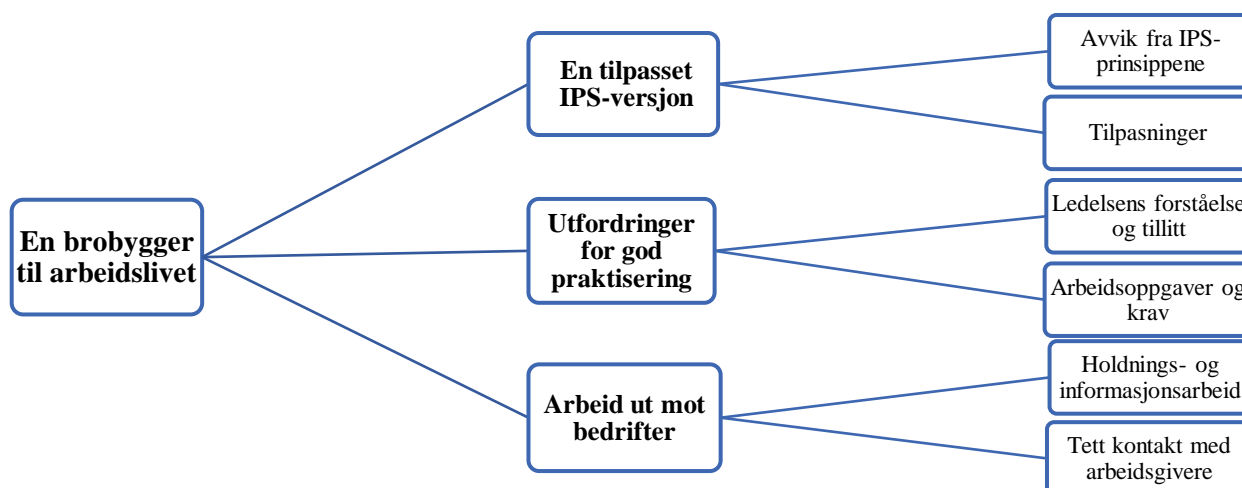 En brobygger
til arbeidslivet
En tilpasset
IPS-versjon
Avvik fra IPS-
prinsippene
Tilpasninger
Utfordringer
for god
praktisering
Ledelsens forståelse
og tillitt
Arbeidsoppgaver og
krav
Arbeid ut mot
bedrifter
Holdnings- og
informasjonsarbeid
Tett kontakt med
arbeidsgivere